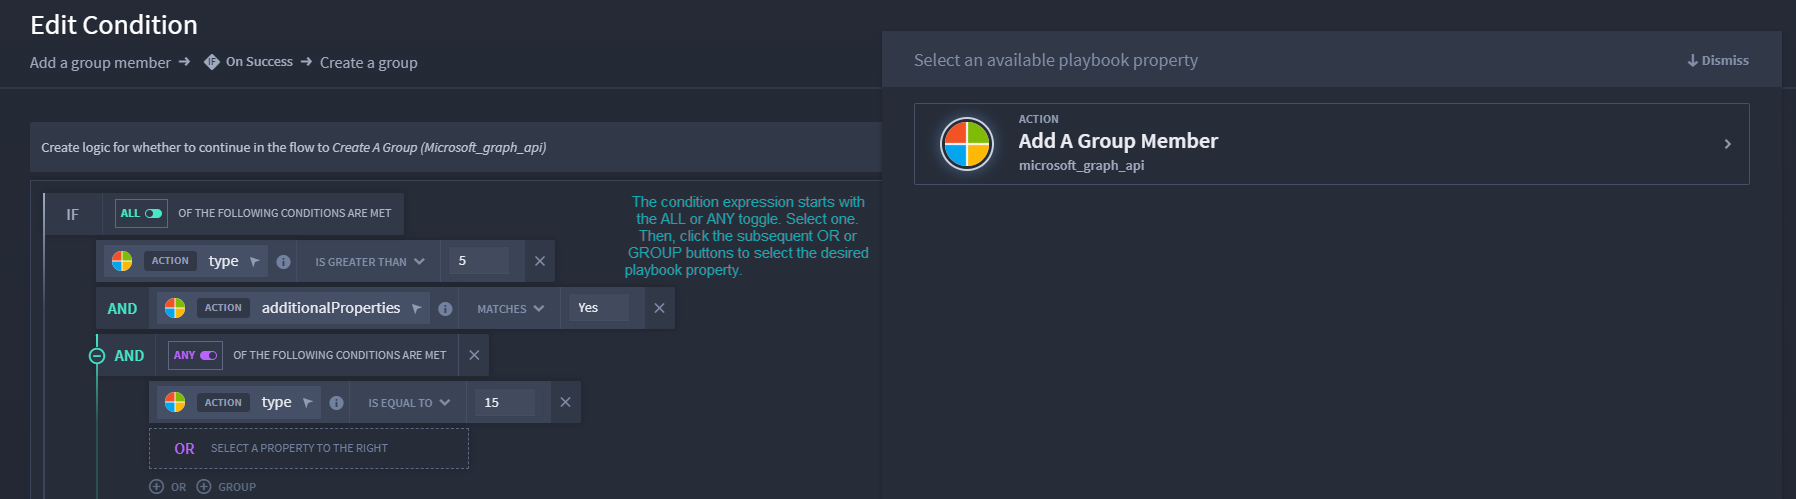 Edit Condition
Add a group member → IF On Success → Create a group
Select an available playbook property
Dismiss
ACTION
Add A Group Member
microsoft_graph_api
Create logic for whether to continue in the flow to Create A Group (Microsoft_graph_api)
IF ALL OF THE FOLLOWING CONDITIONS ARE MET
The condition expression starts with
the ALL or ANY toggle. Select one.
Then, click the subsequent OR or
GROUP buttons to select the desired
playbook property.
ACTION type IS GREATER THAN 5
AND ACTION additionalProperties MATCHES Yes
AND ANY OF THE FOLLOWING CONDITIONS ARE MET
ACTION type IS EQUAL TO 15
OR SELECT A PROPERTY TO THE RIGHT
OR GROUP